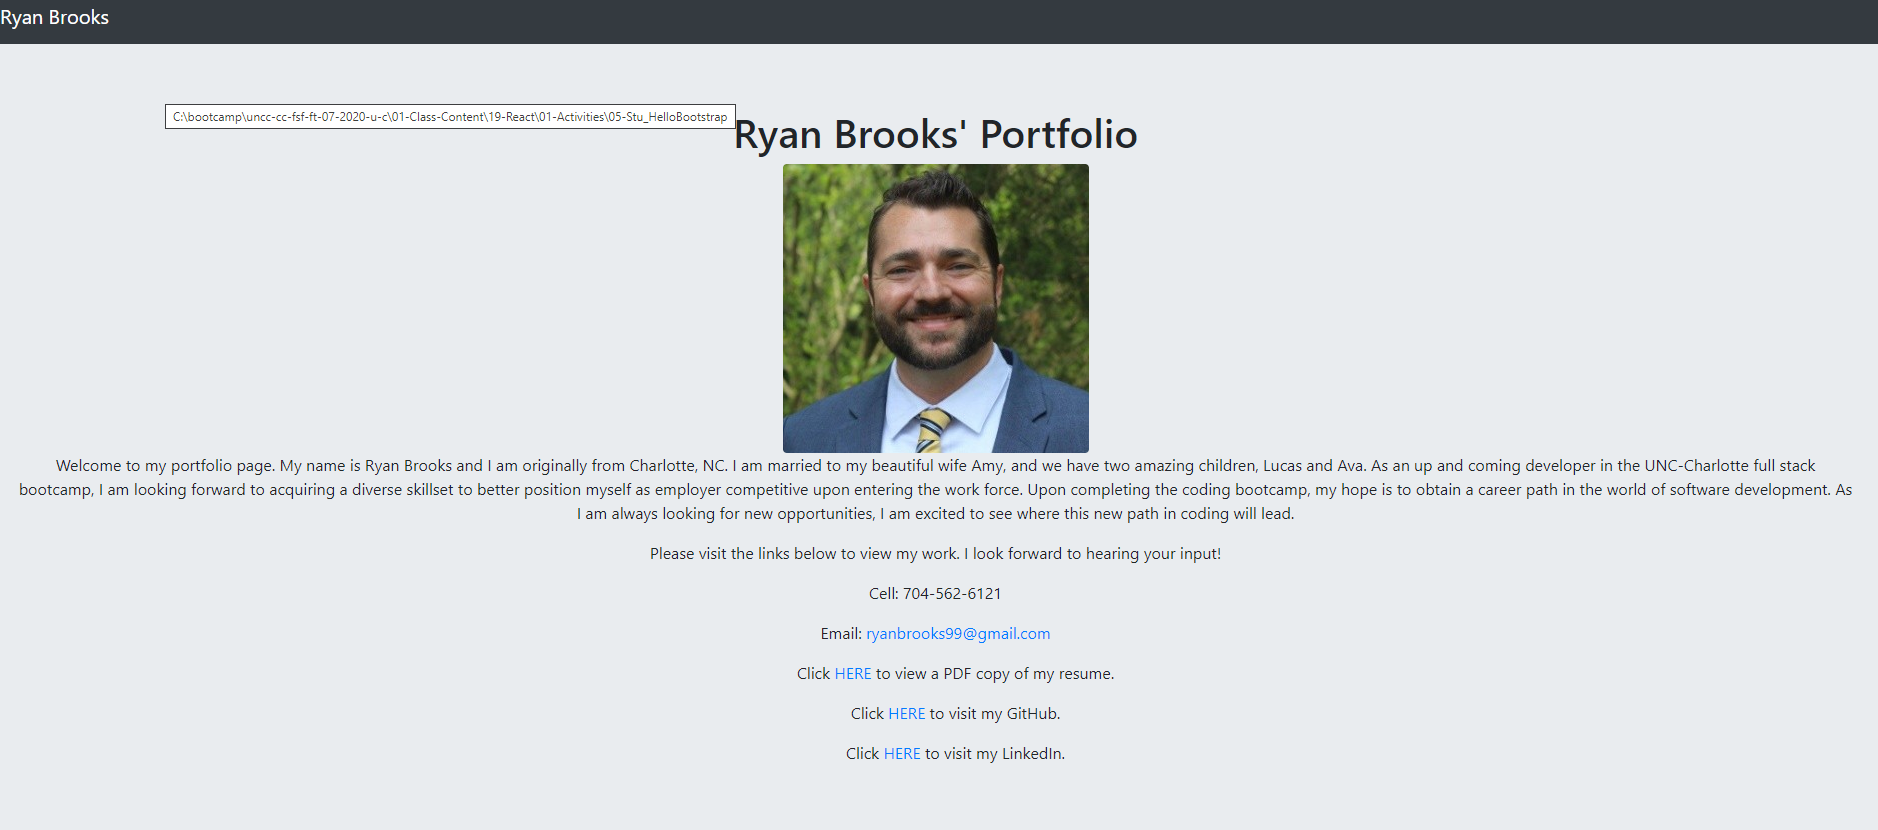 Ryan Brooks
C:\bootcamp\uncc-cc-fsf-ft-07-2020-u-c\01-Class-Content\19-React\01-Activities\05-Stu_HelloBootstrap
Ryan Brooks' Portfolio
Welcome to my portfolio page. My name is Ryan Brooks and I am originally from Charlotte, NC. I am married to my beautiful wife Amy, and we have two amazing children, Lucas and Ava. As an up and coming developer in the UNC-Charlotte full stack
bootcamp, I am looking forward to acquiring a diverse skillset to better position myself as employer competitive upon entering the work force. Upon completing the coding bootcamp, my hope is to obtain a career path in the world of software development. As
I am always looking for new opportunities, I am excited to see where this new path in coding will lead.
Please visit the links below to view my work. I look forward to hearing your input!
Cell: 704-562-6121
Email: ryanbrooks99@gmail.com
Click HERE to view a PDF copy of my resume.
Click HERE to visit my GitHub.
Click HERE to visit my LinkedIn.